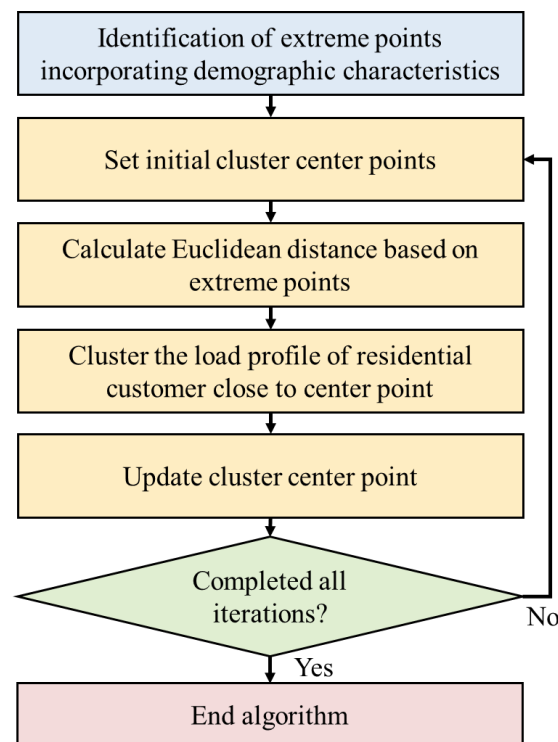 Identification of extreme points
incorporating demographic characteristics
Set initial cluster center points
Calculate Euclidean distance based on
extreme points
Cluster the load profile of residential
customer close to center point
Update cluster center point
Completed all
iterations?
No
Yes
End algorithm